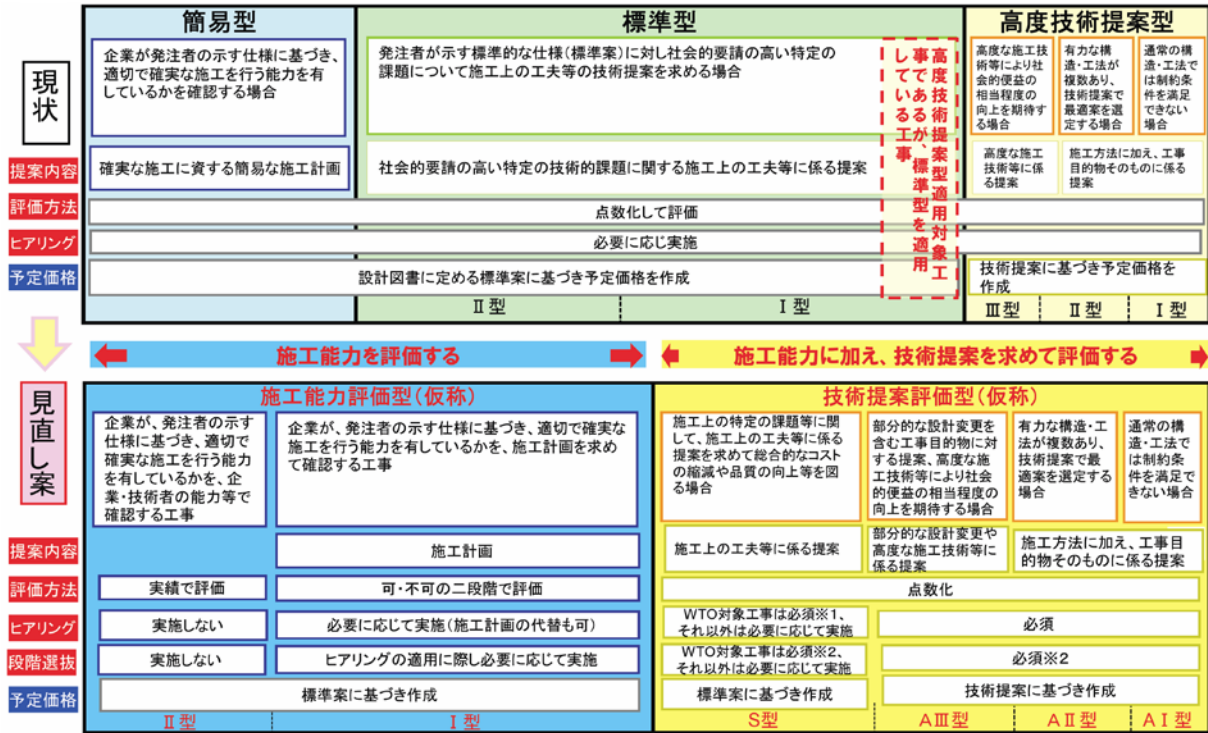 簡易型
標準型
高度技術提案型
現状
企業が発注者の示す仕様に基づき、
適切で確実な施工を行う能力を有
しているかを確認する場合
発注者が示す標準的な仕様(標準案)に対し社会的要請の高い特定の
課題について施工上の工夫等の技術提案を求める場合
高度技術提案型適用対象工
事であるが、標準型を適用
している工事
高度な施工技
術等により社
会的便益の
相当程度の
向上を期待す
る場合
有力な構
造・工法が
複数あり、
技術提案で
最適案を選
定する場合
通常の構
造・工法で
は制約条
件を満足
できない
場合
提案内容
確実な施工に資する簡易な施工計画
社会的要請の高い特定の技術的課題に関する施工上の工夫等に係る提案
高度な施工
技術等に係
る提案
施工方法に加え、工事
目的物そのものに係る
提案
評価方法
点数化して評価
ヒアリング
必要に応じ実施
予定価格
設計図書に定める標準案に基づき予定価格を作成
技術提案に基づき予定価格を
作成
Ⅱ型
Ⅰ型
Ⅲ型
Ⅱ型
Ⅰ型
施工能力を評価する
施工能力に加え、技術提案を求めて評価する
見直し案
施工能力評価型(仮称)
技術提案評価型(仮称)
企業が、発注者の示す
仕様に基づき、適切で
確実な施工を行う能力
を有しているかを、企
業・技術者の能力等で
確認する工事
企業が、発注者の示す仕様に基づき、適切で確実な
施工を行う能力を有しているかを、施工計画を求め
て確認する工事
施工上の特定の課題等に関
して、施工上の工夫等に係る
提案を求めて総合的なコスト
の縮減や品質の向上等を図
る場合
部分的な設計変更を
含む工事目的物に対
する提案、高度な施
工技術等により社会
的便益の相当程度の
向上を期待する場合
有力な構造・工
法が複数あり、
技術提案で最
適案を選定する
場合
通常の構
造・工法で
は制約条
件を満足で
きない場合
提案内容
施工計画
施工上の工夫等に係る提案
部分的な設計変更や
高度な施工技術等に
係る提案
施工方法に加え、工事目
的物そのものに係る提案
評価方法
実績で評価
可・不可の二段階で評価
点数化
ヒアリング
実施しない
必要に応じて実施(施工計画の代替も可)
WTO対象工事は必須※1、
それ以外は必要に応じて実施
必須
段階選抜
実施しない
ヒアリングの適用に際し必要に応じて実施
WTO対象工事は必須※2、
それ以外は必要に応じて実施
必須※2
予定価格
標準案に基づき作成
標準案に基づき作成
技術提案に基づき作成
Ⅱ型
Ⅰ型
S型
AⅢ型
AⅡ型
AⅠ型